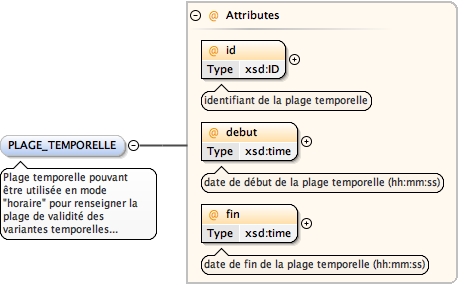 @ Attributes
@ id
Type xsd:ID
identifiant de la plage temporelle
PLAGE_TEMPORELLE
Plage temporelle pouvant
être utilisée en mode
"horaire" pour renseigner la
plage de validité des
variantes temporelles...
@ debut
Type xsd:time
date de début de la plage temporelle (hh:mm:ss)
@ fin
Type xsd:time
date de fin de la plage temporelle (hh:mm:ss)